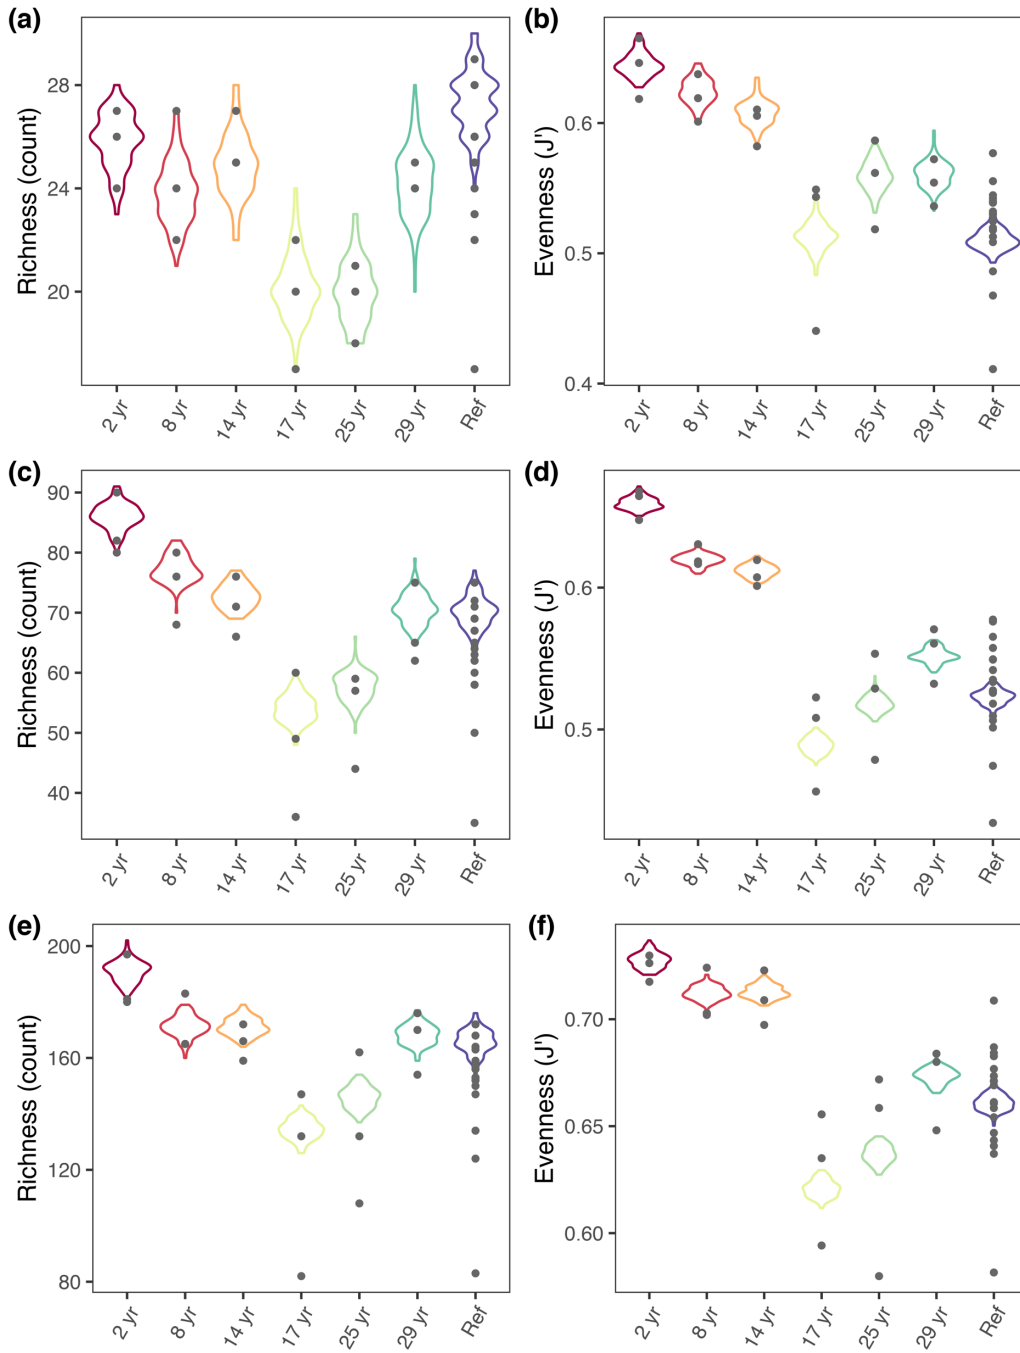 (a)
Richness (count)
28
24
20
2 yr
8 yr
14 yr
17 yr
25 yr
29 yr
Ref
(b)
Evenness (J')
0.6
0.5
0.4
2 yr
8 yr
14 yr
17 yr
25 yr
29 yr
Ref
(c)
Richness (count)
90
80
70
60
50
40
2 yr
8 yr
14 yr
17 yr
25 yr
29 yr
Ref
(d)
Evenness (J')
0.6
0.5
2 yr
8 yr
14 yr
17 yr
25 yr
29 yr
Ref
(e)
Richness (count)
200
160
120
80
2 yr
8 yr
14 yr
17 yr
25 yr
29 yr
Ref
(f)
Evenness (J')
0.70
0.65
0.60
2 yr
8 yr
14 yr
17 yr
25 yr
29 yr
Ref